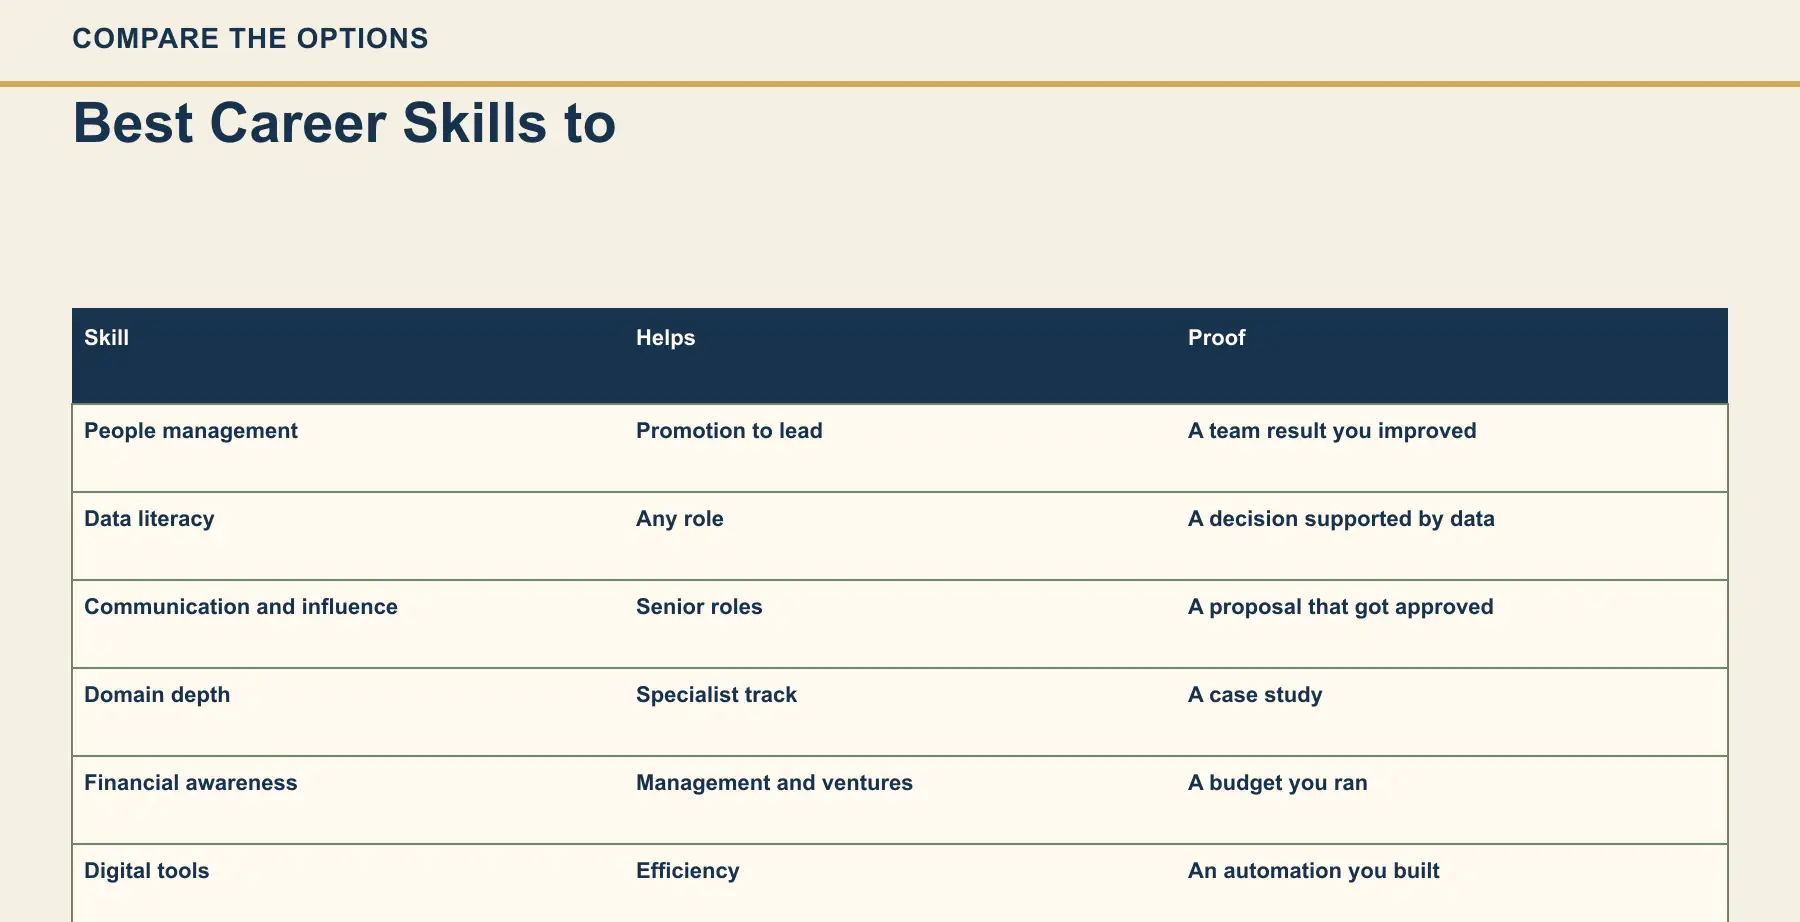 COMPARE THE OPTIONS
Best Career Skills to
Skill Helps Proof
People management Promotion to lead A team result you improved
Data literacy Any role A decision supported by data
Communication and influence Senior roles A proposal that got approved
Domain depth Specialist track A case study
Financial awareness Management and ventures A budget you ran
Digital tools Efficiency An automation you built